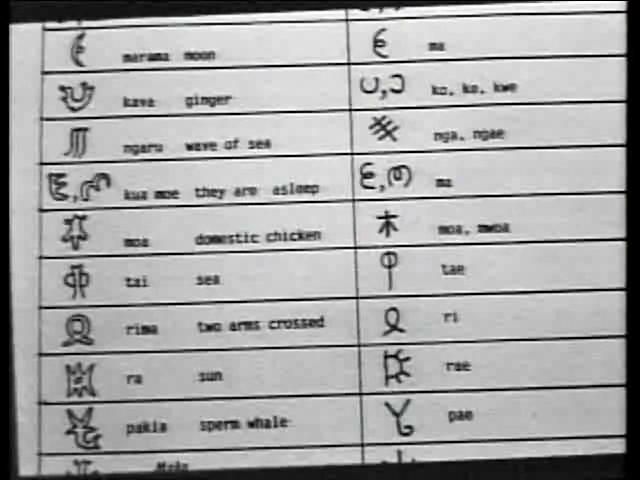 marama moon ma
kava ginger ko, ke, kwe
ngaru wave of sea nga, ngae
kua moe they are asleep ma
moa domestic chicken moa, mwoa
tai sea tae
rima two arms crossed ri
ra sun rae
pakia sperm whale pae